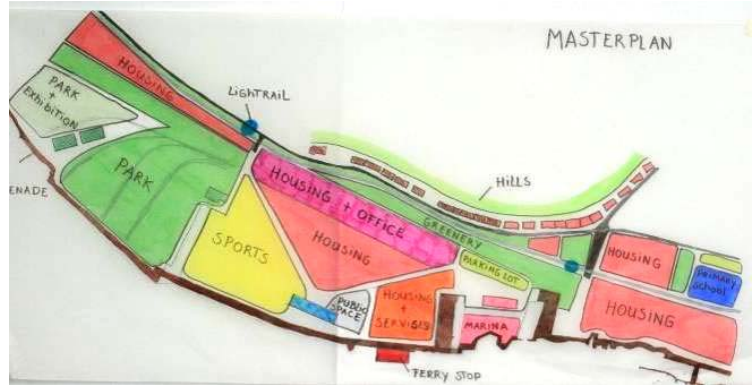 MASTERPLAN
HOUSING
LIGHTRAIL
PARK
+
EXHIBITION
PARK
ENADE
HILLS
HOUSING + OFFICE
GREENERY
SPORTS
HOUSING
PARKING LOT
HOUSING
PRIMARY
SCHOOL
PUBLIC
SPACE
HOUSING
+
SERVISES
MARINA
HOUSING
FERRY STOP